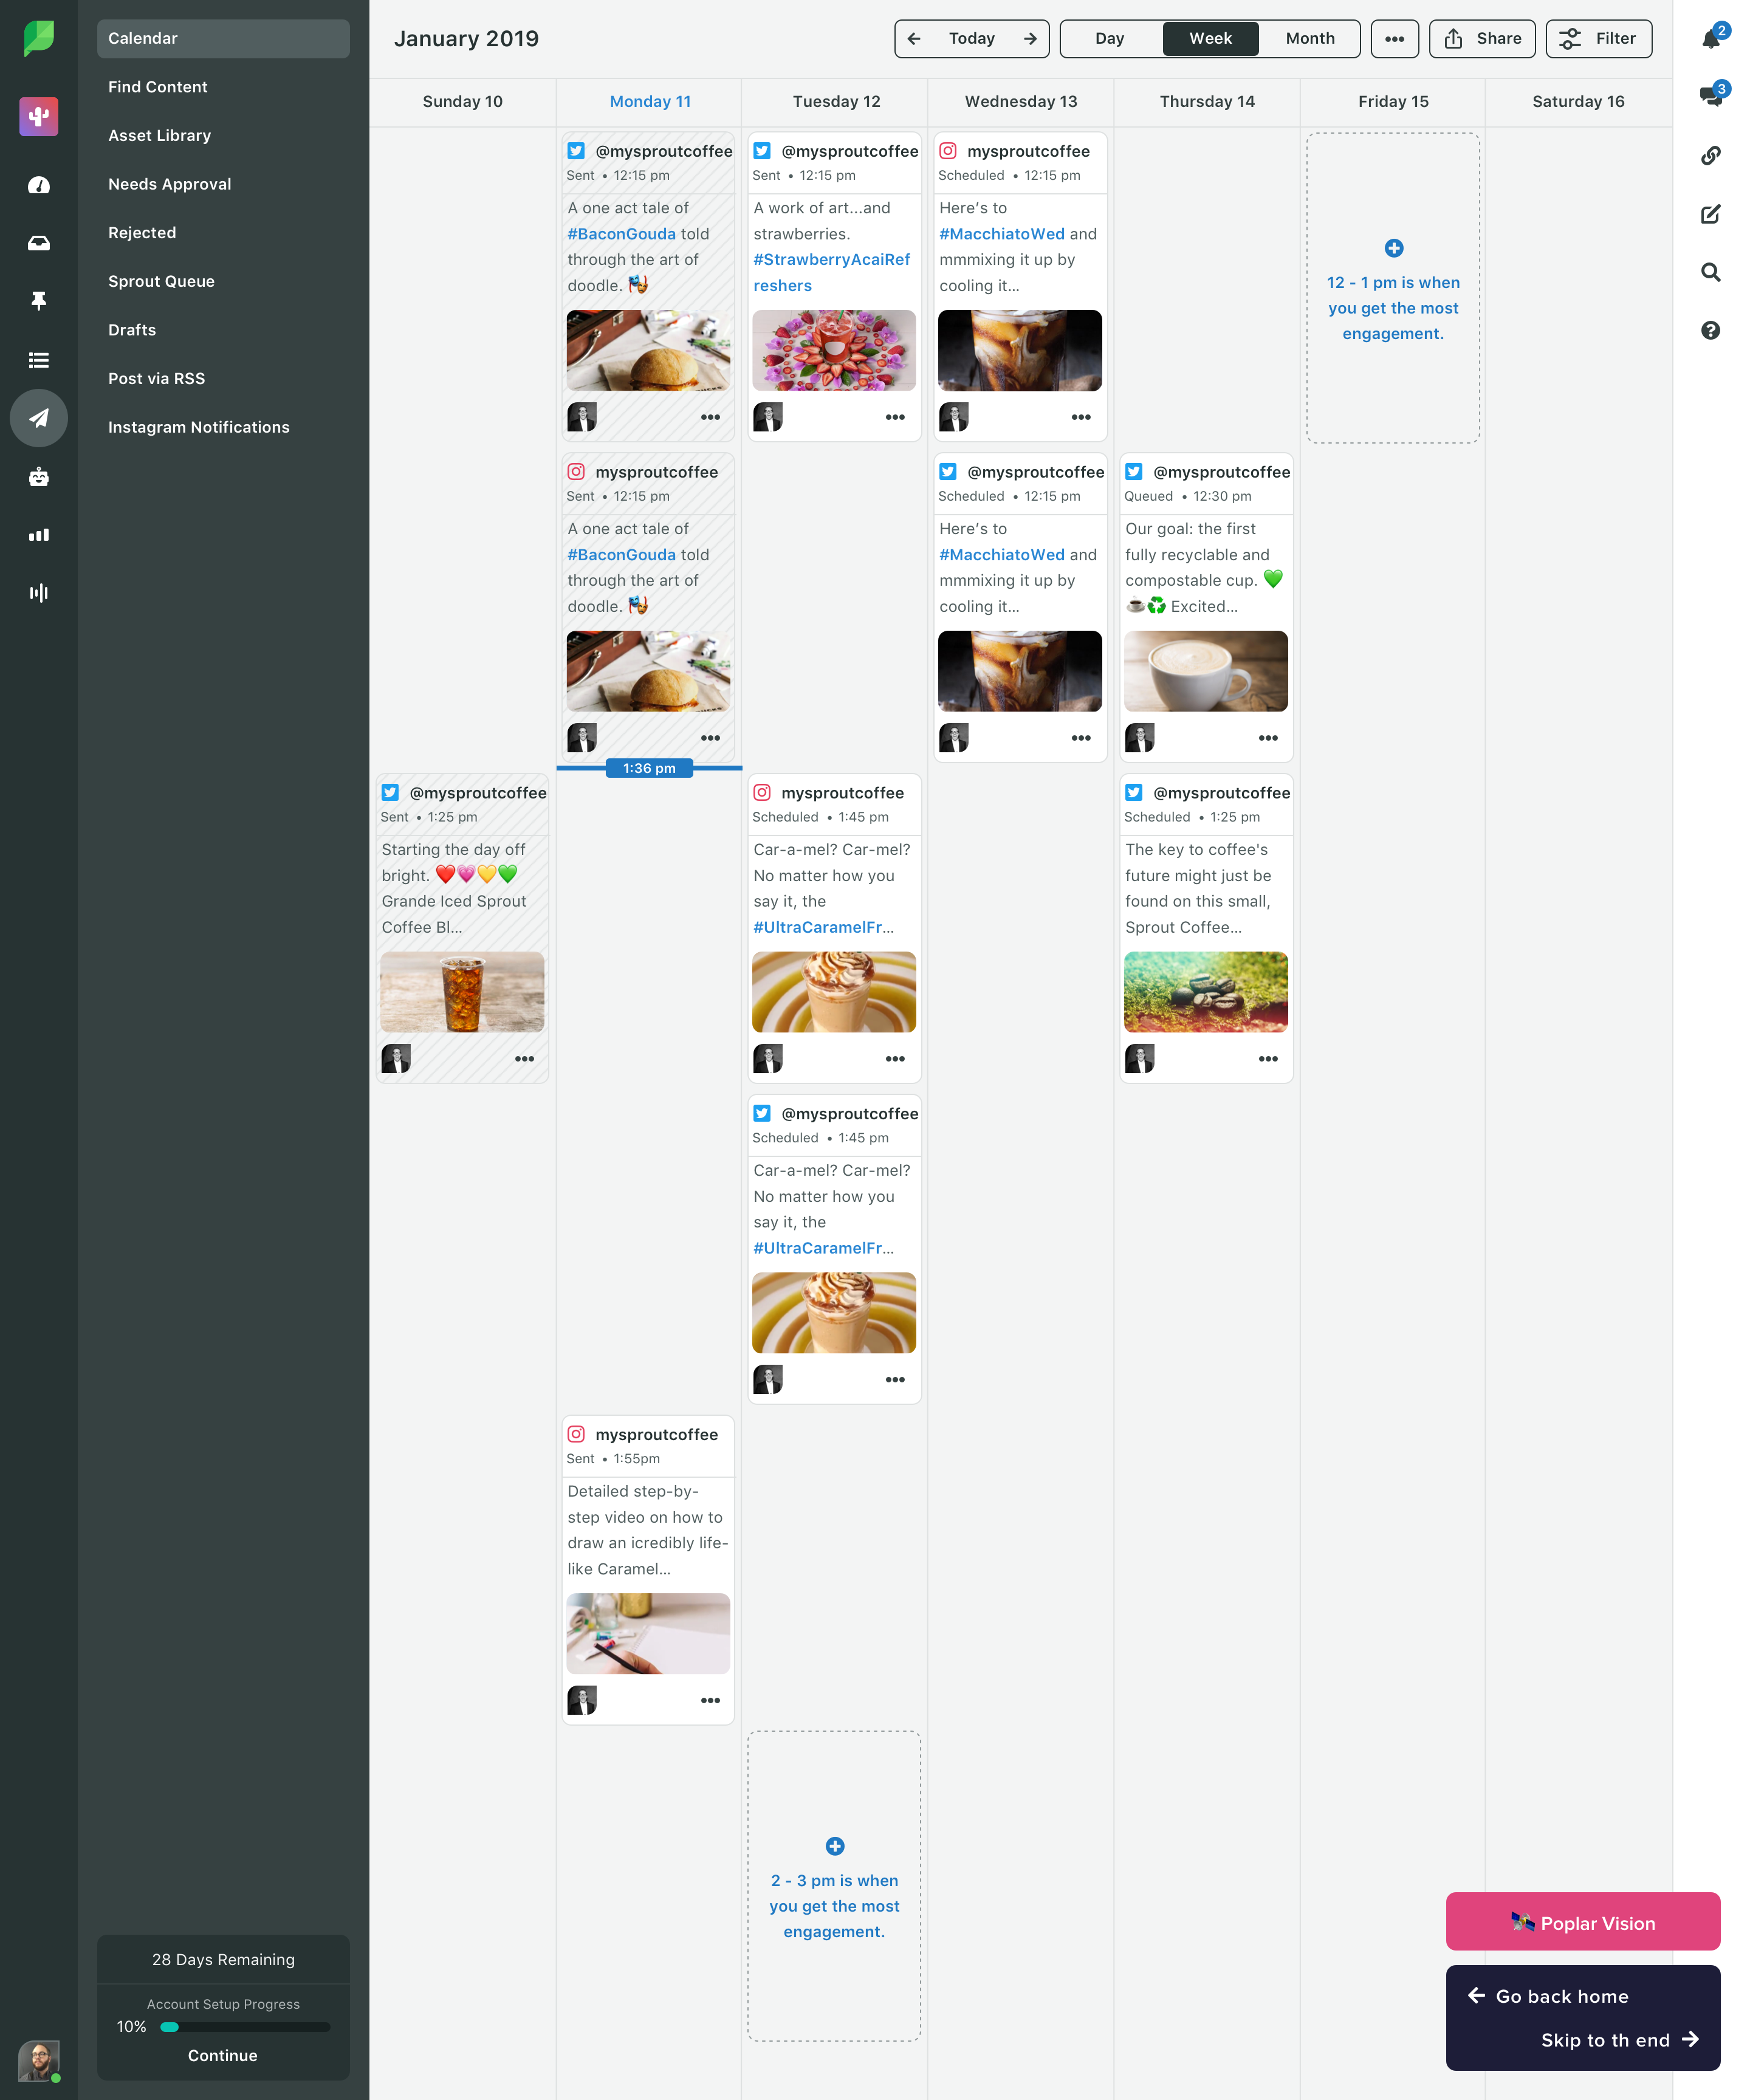 Calendar
Find Content
Asset Library
Needs Approval
Rejected
Sprout Queue
Drafts
Post via RSS
Instagram Notifications
28 Days Remaining
Account Setup Progress
10%
Continue
January 2019
Today
Day
Week
Month
Share
Filter
2
3
Sunday 10
Monday 11
Tuesday 12
Wednesday 13
Thursday 14
Friday 15
Saturday 16
@mysproutcoffee
Sent • 1:25 pm
Starting the day off
bright. ❤️💗💛💚
Grande Iced Sprout
Coffee Bl...
@mysproutcoffee
Sent • 12:15 pm
A one act tale of
#BaconGouda told
through the art of
doodle. 🎭
mysproutcoffee
Sent • 12:15 pm
A one act tale of
#BaconGouda told
through the art of
doodle. 🎭
1:36 pm
mysproutcoffee
Sent • 1:55pm
Detailed step-by-
step video on how to
draw an icredibly life-
like Caramel...
@mysproutcoffee
Sent • 12:15 pm
A work of art...and
strawberries.
#StrawberryAcaiRef
reshers
mysproutcoffee
Scheduled • 1:45 pm
Car-a-mel? Car-mel?
No matter how you
say it, the
#UltraCaramelFr...
@mysproutcoffee
Scheduled • 1:45 pm
Car-a-mel? Car-mel?
No matter how you
say it, the
#UltraCaramelFr...
2 - 3 pm is when
you get the most
engagement.
mysproutcoffee
Scheduled • 12:15 pm
Here's to
#MacchiatoWed and
mmmixing it up by
cooling it...
@mysproutcoffee
Scheduled • 12:15 pm
Here's to
#MacchiatoWed and
mmmixing it up by
cooling it...
@mysproutcoffee
Queued • 12:30 pm
Our goal: the first
fully recyclable and
compostable cup. 💚
☕♻️ Excited...
@mysproutcoffee
Scheduled • 1:25 pm
The key to coffee's
future might just be
found on this small,
Sprout Coffee...
12 - 1 pm is when
you get the most
engagement.
🛰️ Poplar Vision
← Go back home
Skip to th end →